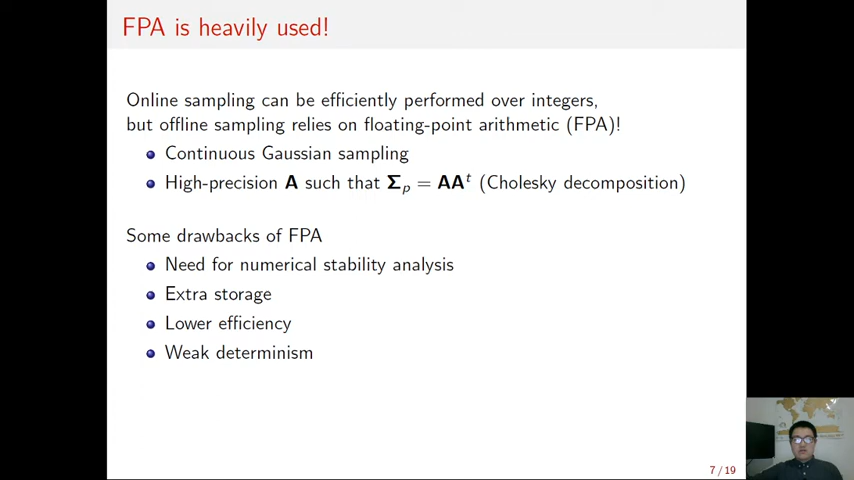 FPA is heavily used!
Online sampling can be efficiently performed over integers,
but offline sampling relies on floating-point arithmetic (FPA)!
Continuous Gaussian sampling
High-precision A such that Σₚ = AAᵗ (Cholesky decomposition)
Some drawbacks of FPA
Need for numerical stability analysis
Extra storage
Lower efficiency
Weak determinism
7 / 19